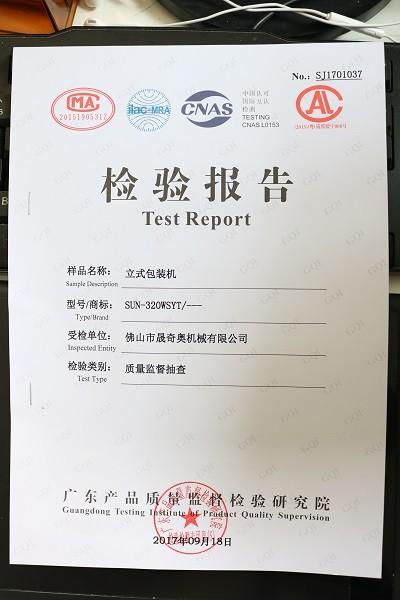 No.: SJ1701037
MA
2015190531Z
ilac-MRA
CNAS
中国认可
国际互认
检测
TESTING
CNAS L0153
CAL
检验报告
Test Report
样品名称: 立式包装机
Sample Description
型号/商标: SUN-320WSYT/---
Type/Brand
受检单位: 佛山市晟奇奥机械有限公司
Inspected Entity
检验类别: 质量监督抽查
Test Type
广东产品质量监督检验研究院
Guangdong Testing Institute of Product Quality Supervision
2017年09月18日